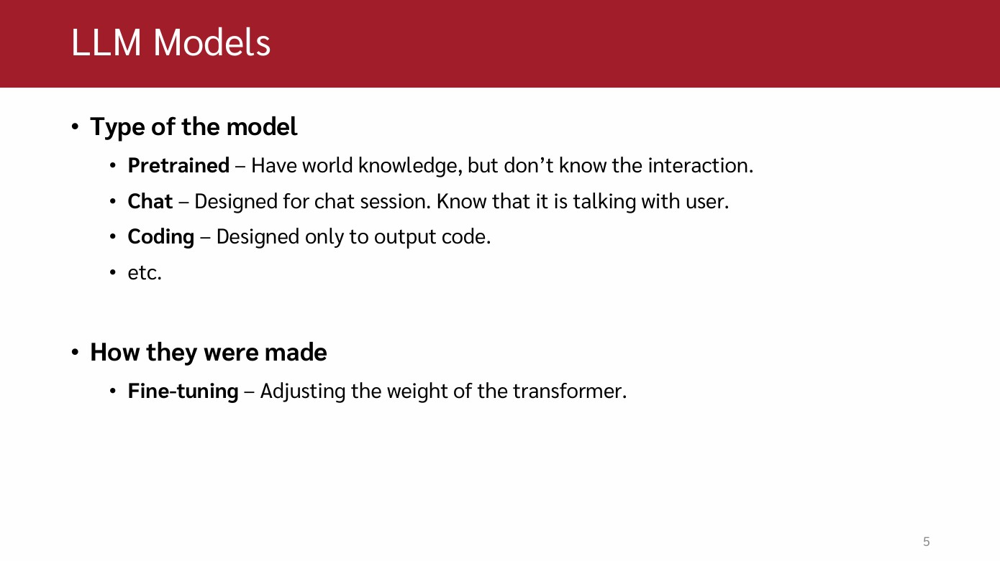 LLM Models
• Type of the model
• Pretrained – Have world knowledge, but don’t know the interaction.
• Chat – Designed for chat session. Know that it is talking with user.
• Coding – Designed only to output code.
• etc.
• How they were made
• Fine-tuning – Adjusting the weight of the transformer.
5